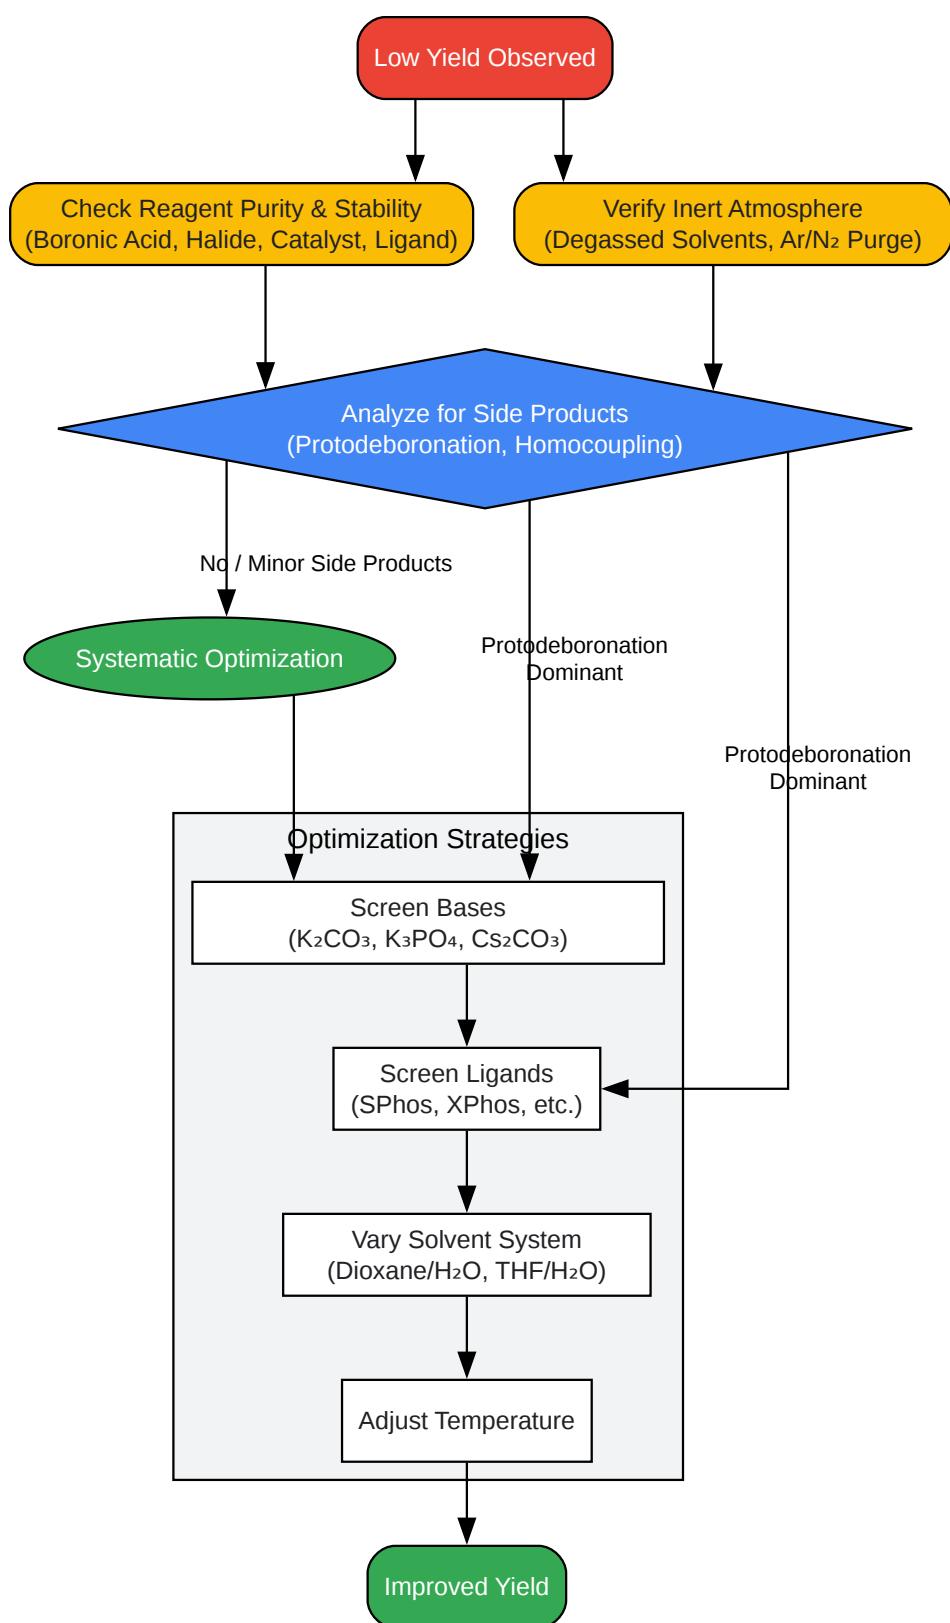 Low Yield Observed
Check Reagent Purity & Stability
(Boronic Acid, Halide, Catalyst, Ligand)
Verify Inert Atmosphere
(Degassed Solvents, Ar/N₂ Purge)
Analyze for Side Products
(Protodeboronation, Homocoupling)
No / Minor Side Products
Systematic Optimization
Protodeboronation
Dominant
Protodeboronation
Dominant
Optimization Strategies
Screen Bases
(K₂CO₃, K₃PO₄, Cs₂CO₃)
Screen Ligands
(SPhos, XPhos, etc.)
Vary Solvent System
(Dioxane/H₂O, THF/H₂O)
Adjust Temperature
Improved Yield